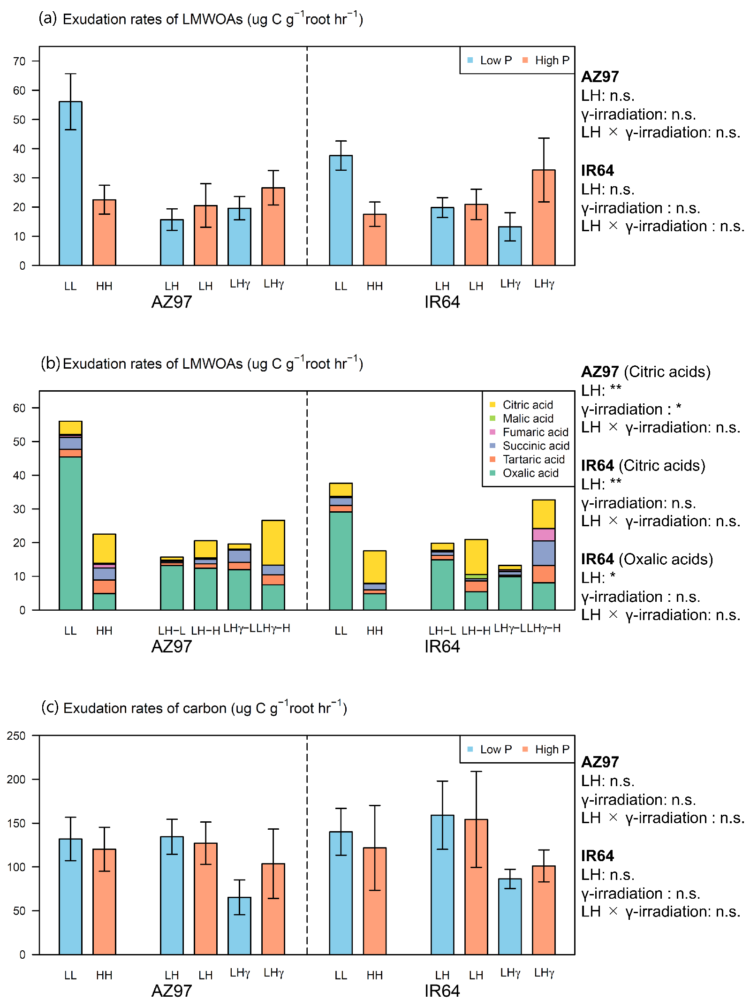 (a) Exudation rates of LMWOAs (ug C g⁻¹root hr⁻¹)
70
60
50
40
30
20
10
0
Low P
High P
LL HH LH LH LHγ LHγ LL HH LH LH LHγ LHγ
AZ97 IR64
AZ97
LH: n.s.
γ-irradiation: n.s.
LH × γ-irradiation: n.s.
IR64
LH: n.s.
γ-irradiation : n.s.
LH × γ-irradiation : n.s.
(b) Exudation rates of LMWOAs (ug C g⁻¹root hr⁻¹)
60
50
40
30
20
10
0
Citric acid
Malic acid
Fumaric acid
Succinic acid
Tartaric acid
Oxalic acid
LL HH LH−L LH−H LHγ−L LHγ−H LL HH LH−L LH−H LHγ−L LHγ−H
AZ97 IR64
AZ97 (Citric acids)
LH: **
γ-irradiation : *
LH × γ-irradiation: n.s.
IR64 (Citric acids)
LH: **
γ-irradiation: n.s.
LH × γ-irradiation: n.s.
IR64 (Oxalic acids)
LH: *
γ-irradiation : n.s.
LH × γ-irradiation: n.s.
(c) Exudation rates of carbon (ug C g⁻¹root hr⁻¹)
250
200
150
100
50
0
Low P
High P
LL HH LH LH LHγ LHγ LL HH LH LH LHγ LHγ
AZ97 IR64
AZ97
LH: n.s.
γ-irradiation: n.s.
LH × γ-irradiation : n.s.
IR64
LH: n.s.
γ-irradiation : n.s.
LH × γ-irradiation: n.s.